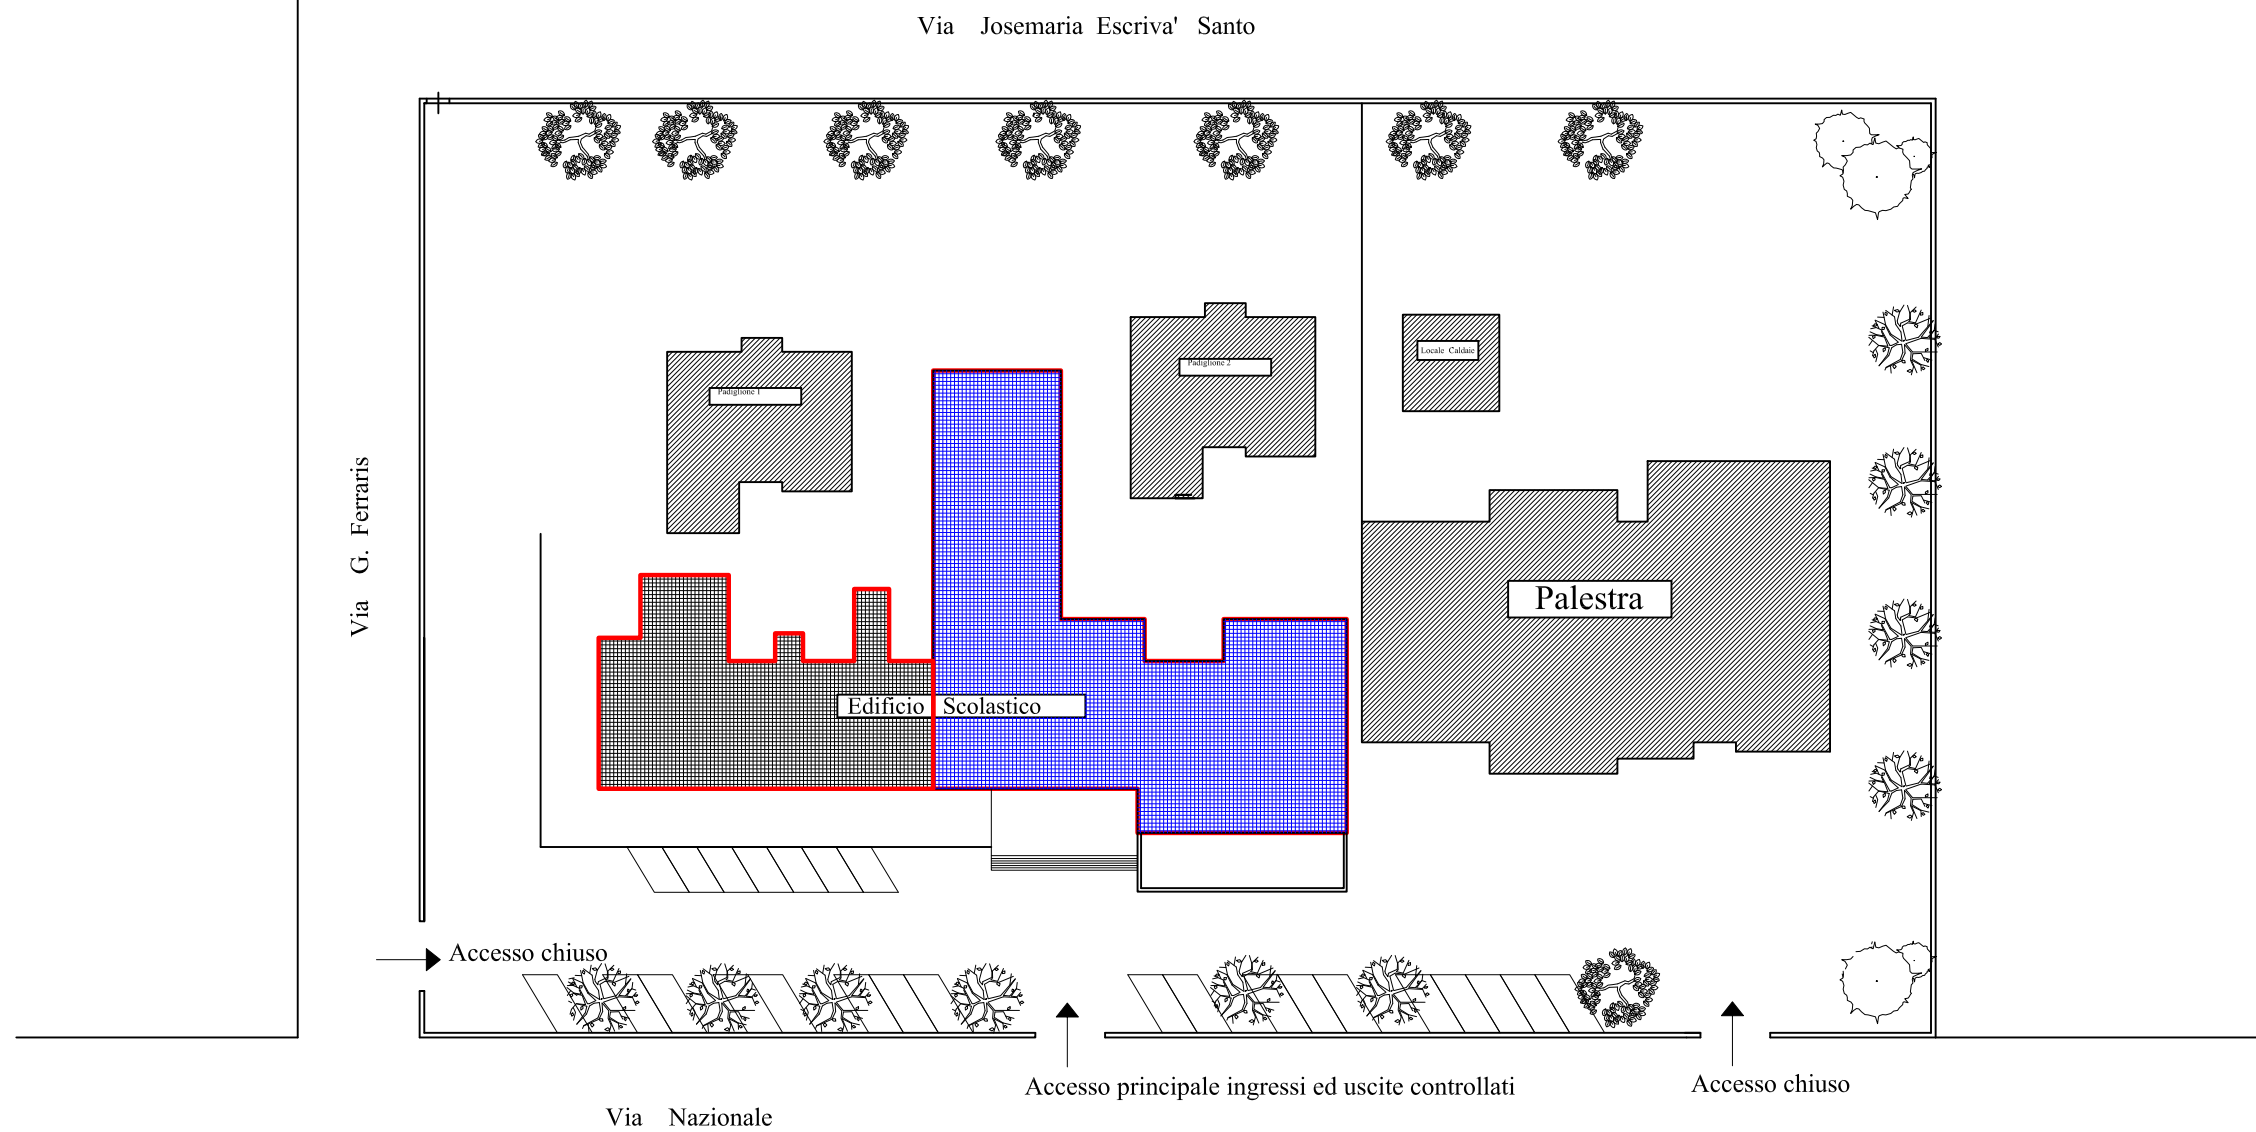 Via Josemaria Escriva' Santo
Padiglione 2
Locale Caldaie
Padiglione 1
Via G. Ferraris
Palestra
Edificio Scolastico
Accesso chiuso
Accesso principale ingressi ed uscite controllati
Accesso chiuso
Via Nazionale